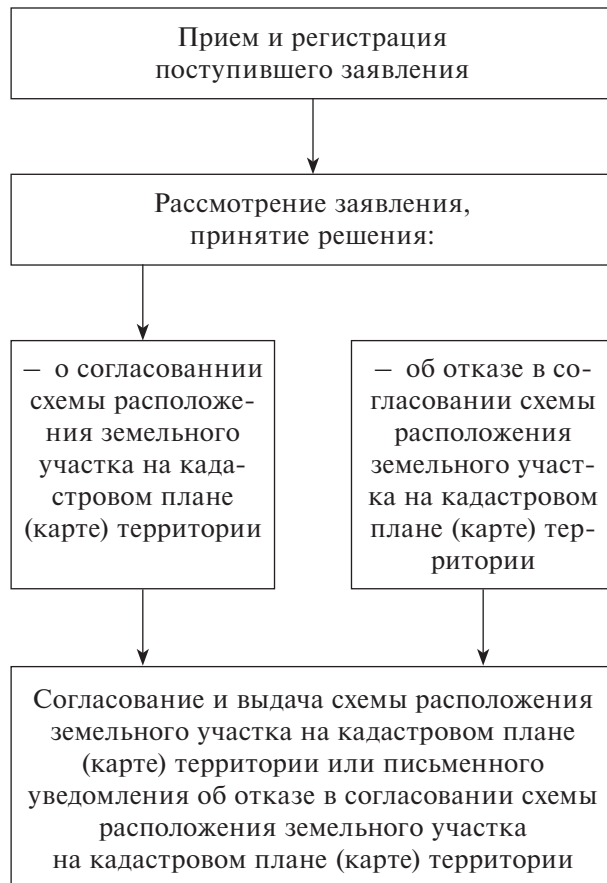 Прием и регистрация
поступившего заявления
Рассмотрение заявления,
принятие решения:
— о согласованнии
схемы расположе-
ния земельного
участка на када-
стровом плане
(карте) территории
— об отказе в со-
гласовании схемы
расположения
земельного участ-
ка на кадастровом
плане (карте) тер-
ритории
Согласование и выдача схемы расположения
земельного участка на кадастровом плане
(карте) территории или письменного
уведомления об отказе в согласовании схемы
расположения земельного участка
на кадастровом плане (карте) территории